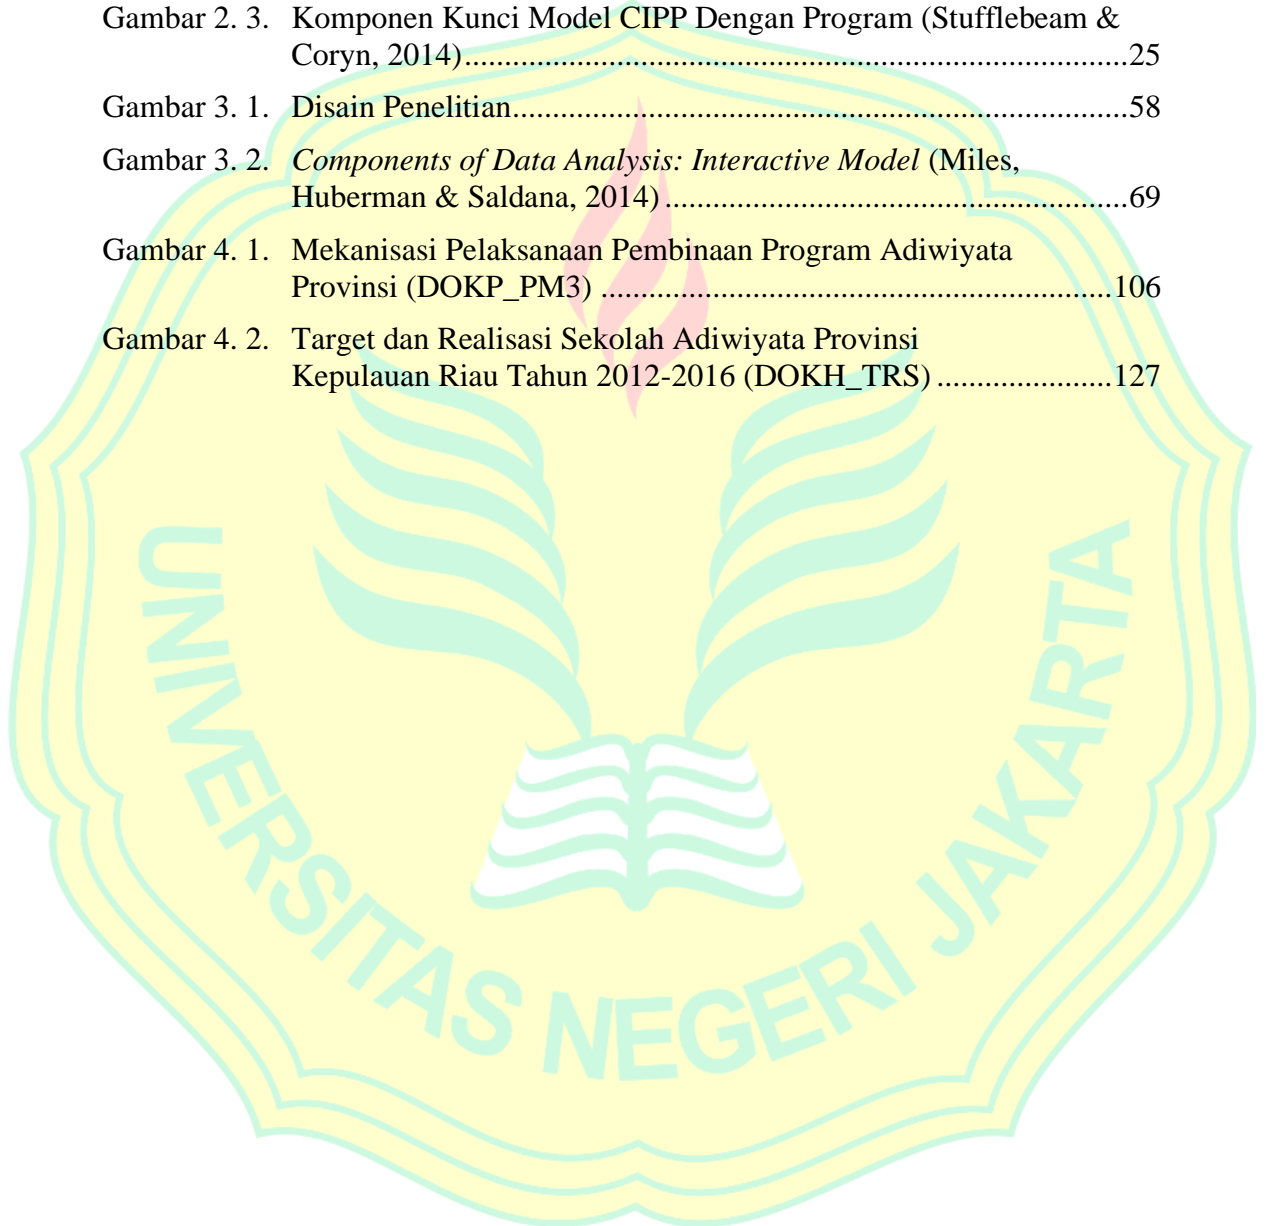 Gambar 2. 3. Komponen Kunci Model CIPP Dengan Program (Stufflebeam &
Coryn, 2014)....................................................................................25
Gambar 3. 1. Disain Penelitian..............................................................................58
Gambar 3. 2. Components of Data Analysis: Interactive Model (Miles,
Huberman & Saldana, 2014)...........................................................69
Gambar 4. 1. Mekanisasi Pelaksanaan Pembinaan Program Adiwiyata
Provinsi (DOKP_PM3) .................................................................106
Gambar 4. 2. Target dan Realisasi Sekolah Adiwiyata Provinsi
Kepulauan Riau Tahun 2012-2016 (DOKH_TRS) ......................127
UNIVERSITAS NEGERI JAKARTA